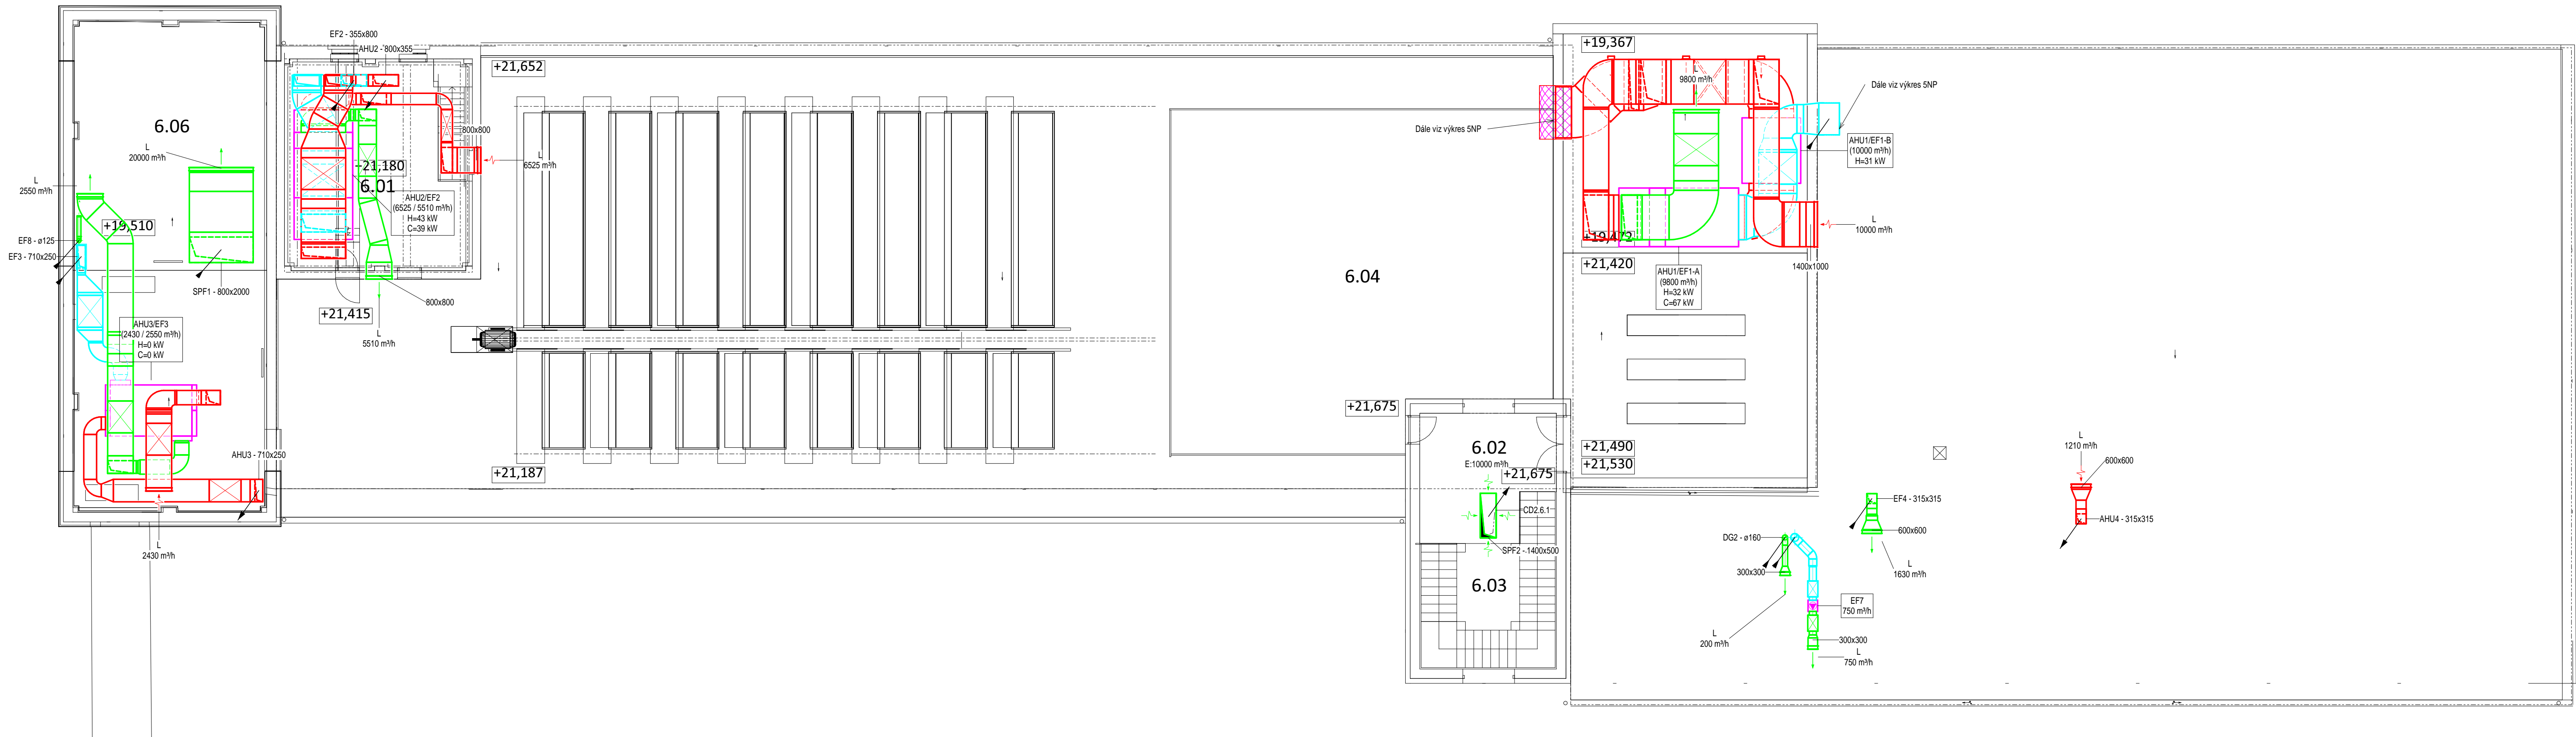 EF2 - 355x800
AHU2 - 800x355
+21,652
6.06
L
20000 m³/h
L
2550 m³/h
+19,510
EF8 - ø125
EF3 - 710x250
SPF1 - 800x2000
AHU3/EF3
(2430 / 2550 m³/h)
H=0 kW
C=0 kW
AHU3 - 710x250
L
2430 m³/h
800x800
L
6525 m³/h
+21,180
6.01
AHU2/EF2
(6525 / 5510 m³/h)
H=43 kW
C=39 kW
800x800
+21,415
L
5510 m³/h
+21,187
6.04
+21,675
6.02
E:10000 m³/h
+21,675
CD2.6.1
SPF2 - 1400x500
6.03
+19,367
L
9800 m³/h
Dále viz výkres 5NP
Dále viz výkres 5NP
AHU1/EF1-B
(10000 m³/h)
H=31 kW
L
10000 m³/h
+19,472
+21,420
1400x1000
AHU1/EF1-A
(9800 m³/h)
H=32 kW
C=67 kW
+21,490
+21,530
L
1210 m³/h
600x600
AHU4 - 315x315
EF4 - 315x315
600x600
L
1630 m³/h
DG2 - ø160
300x300
EF7
750 m³/h
L
200 m³/h
300x300
L
750 m³/h